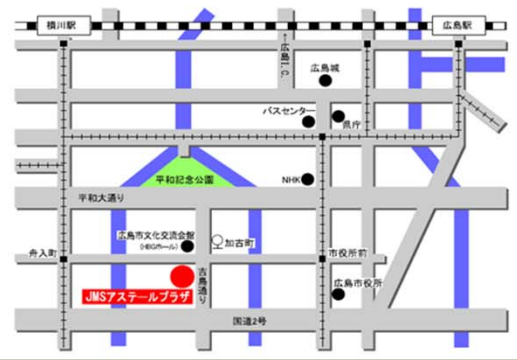 横川駅
広島駅
←広島I.C.
広島城
バスセンター
県庁
平和記念公園
NHK
平和大通り
広島市文化交流会館
(HBGホール)
加古町
舟入町
市役所前
吉島通り
広島市役所
JMSアステールプラザ
国道2号